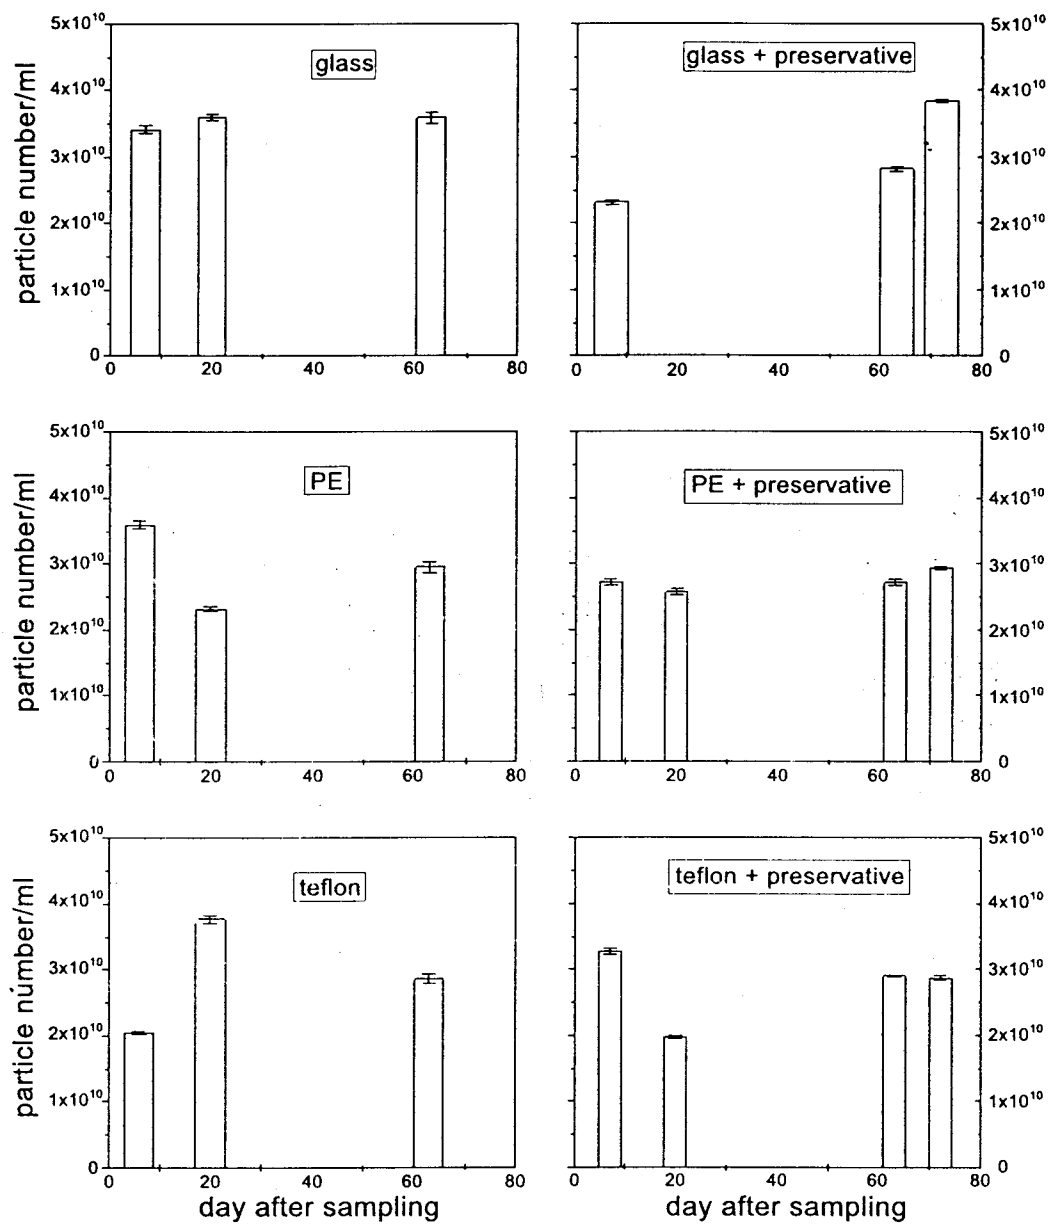 5x10¹⁰
4x10¹⁰
3x10¹⁰
2x10¹⁰
1x10¹⁰
0
particle number/ml
glass
0 20 40 60 80
glass + preservative
5x10¹⁰
4x10¹⁰
3x10¹⁰
2x10¹⁰
1x10¹⁰
0
0 20 40 60 80
5x10¹⁰
4x10¹⁰
3x10¹⁰
2x10¹⁰
1x10¹⁰
0
particle number/ml
PE
0 20 40 60 80
PE + preservative
5x10¹⁰
4x10¹⁰
3x10¹⁰
2x10¹⁰
1x10¹⁰
0
0 20 40 60 80
5x10¹⁰
4x10¹⁰
3x10¹⁰
2x10¹⁰
1x10¹⁰
0
particle number/ml
teflon
0 20 40 60 80
day after sampling
teflon + preservative
5x10¹⁰
4x10¹⁰
3x10¹⁰
2x10¹⁰
1x10¹⁰
0
0 20 40 60 80
day after sampling